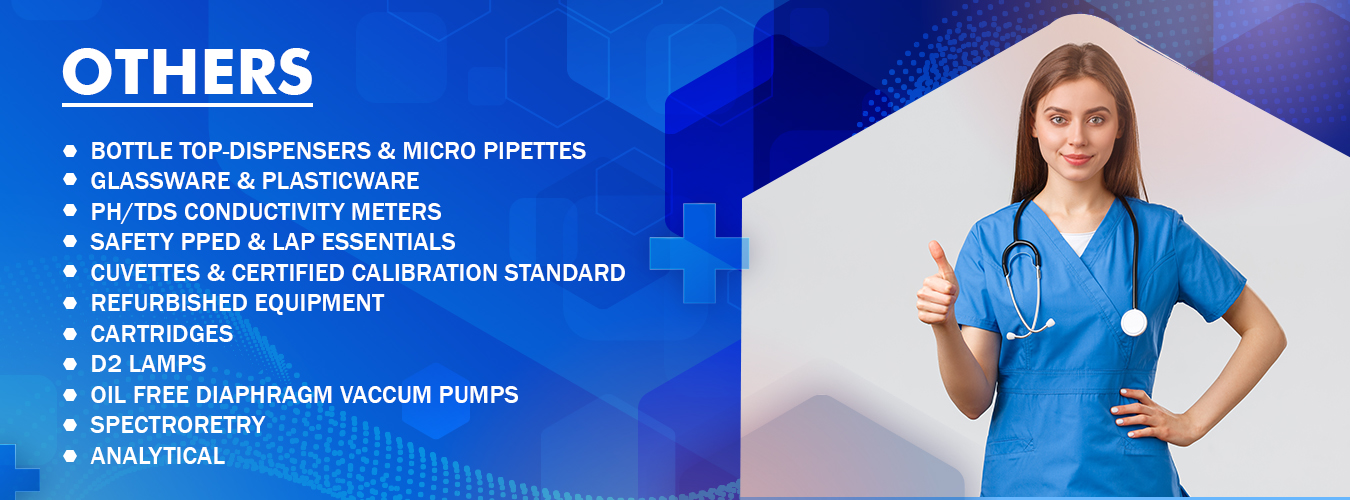 OTHERS
BOTTLE TOP-DISPENSERS & MICRO PIPETTES
GLASSWARE & PLASTICWARE
PH/TDS CONDUCTIVITY METERS
SAFETY PPED & LAP ESSENTIALS
CUVETTES & CERTIFIED CALIBRATION STANDARD
REFURBISHED EQUIPMENT
CARTRIDGES
D2 LAMPS
OIL FREE DIAPHRAGM VACCUM PUMPS
SPECTRORETRY
ANALYTICAL